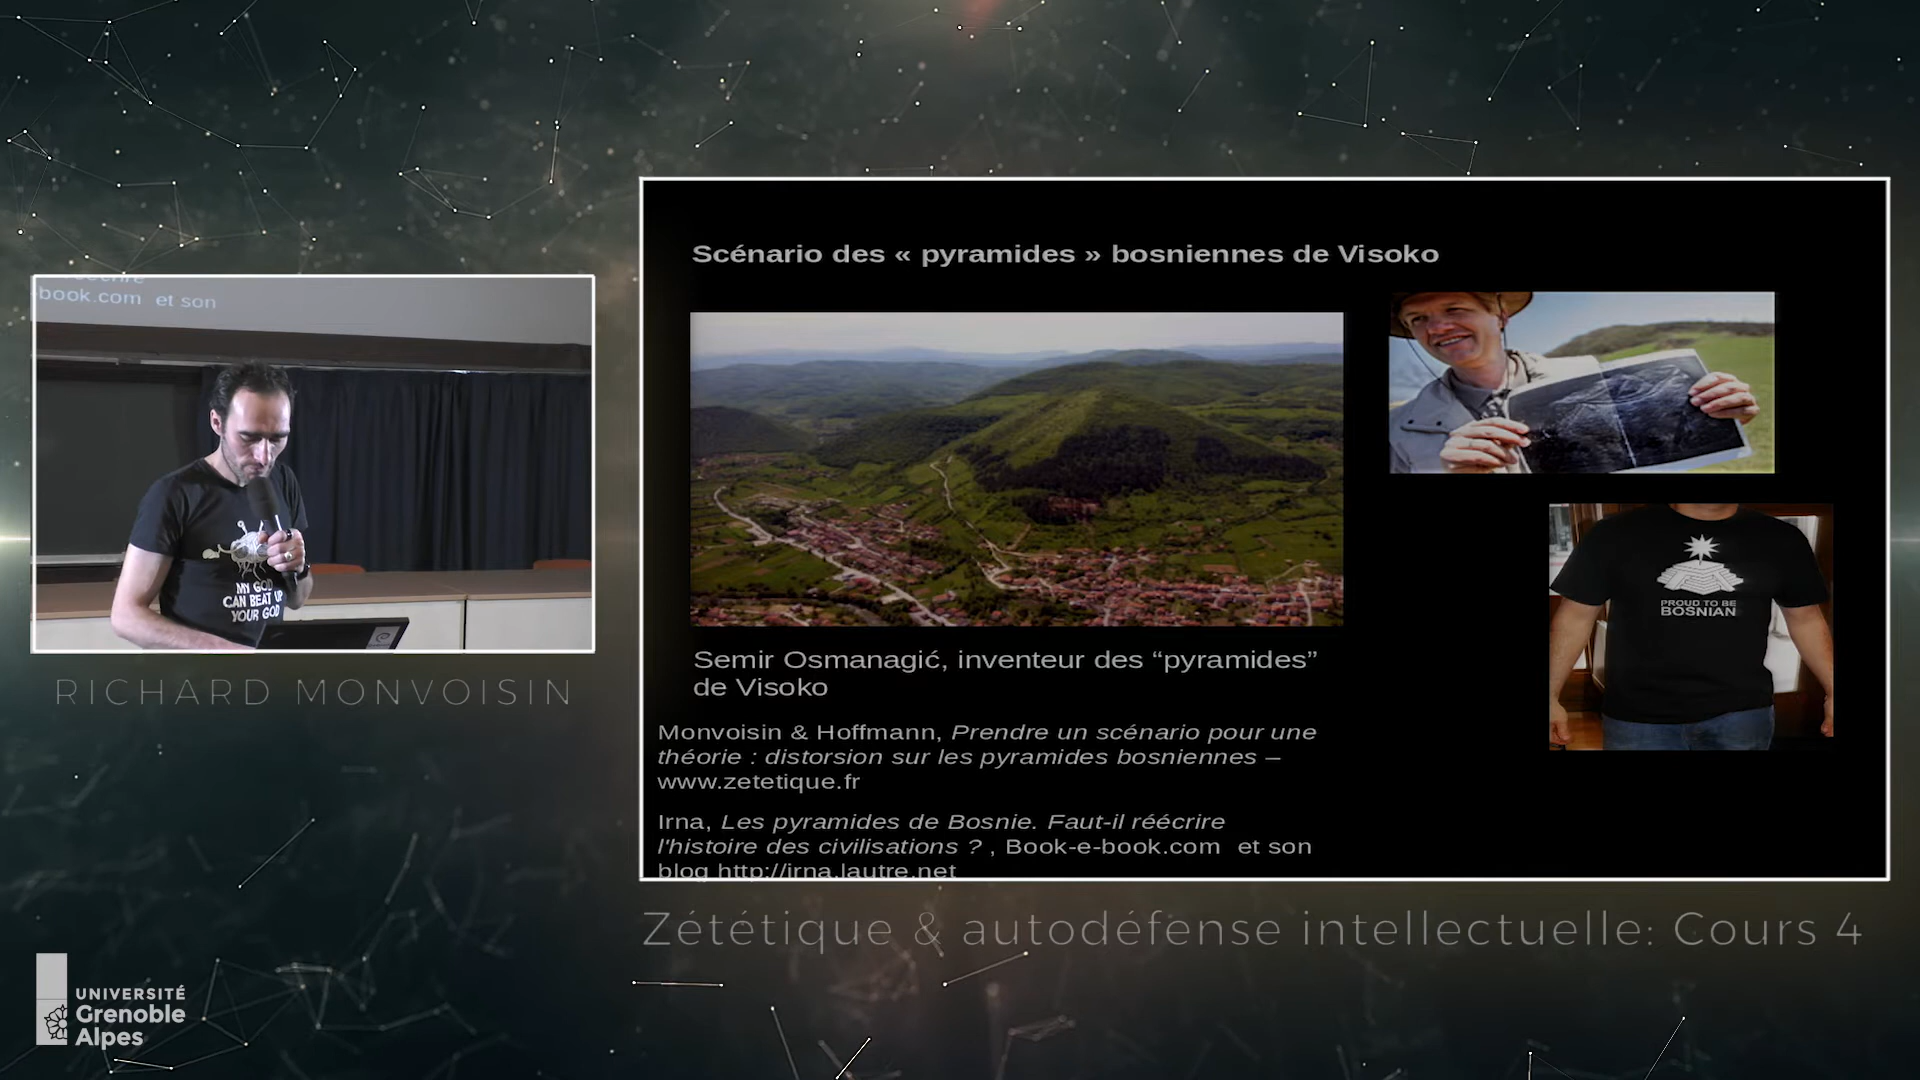 Scénario des « pyramides » bosniennes de Visoko
book.com et son
MY GOD
CAN BEAT UP
YOUR GOD
RICHARD MONVOISIN
PROUD TO BE
BOSNIAN
Semir Osmanagić, inventeur des “pyramides”
de Visoko
Monvoisin & Hoffmann, Prendre un scénario pour une
théorie : distorsion sur les pyramides bosniennes –
www.zetetique.fr
Irna, Les pyramides de Bosnie. Faut-il réécrire
l'histoire des civilisations ? , Book-e-book.com et son
blog http://irna.lautre.net
Zététique & autodéfense intellectuelle: Cours 4
UNIVERSITÉ
Grenoble
Alpes